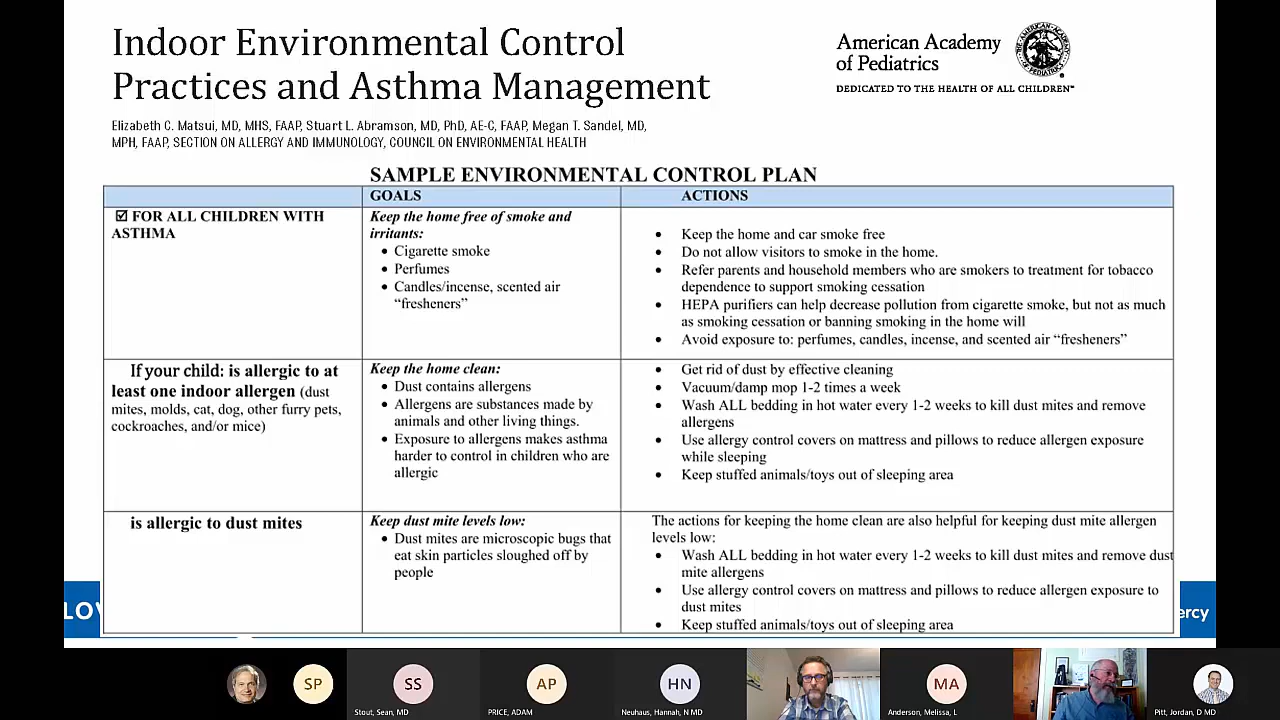 Indoor Environmental Control
Practices and Asthma Management
American Academy
of Pediatrics
DEDICATED TO THE HEALTH OF ALL CHILDREN™
Elizabeth C. Matsui, MD, MHS, FAAP, Stuart L. Abramson, MD, PhD, AE-C, FAAP, Megan T. Sandel, MD,
MPH, FAAP, SECTION ON ALLERGY AND IMMUNOLOGY, COUNCIL ON ENVIRONMENTAL HEALTH
SAMPLE ENVIRONMENTAL CONTROL PLAN
GOALS
ACTIONS
☑ FOR ALL CHILDREN WITH
ASTHMA
Keep the home free of smoke and
irritants:
• Cigarette smoke
• Perfumes
• Candles/incense, scented air
“fresheners”
• Keep the home and car smoke free
• Do not allow visitors to smoke in the home.
• Refer parents and household members who are smokers to treatment for tobacco
dependence to support smoking cessation
• HEPA purifiers can help decrease pollution from cigarette smoke, but not as much
as smoking cessation or banning smoking in the home will
• Avoid exposure to: perfumes, candles, incense, and scented air “fresheners”
If your child: is allergic to at
least one indoor allergen (dust
mites, molds, cat, dog, other furry pets,
cockroaches, and/or mice)
Keep the home clean:
• Dust contains allergens
• Allergens are substances made by
animals and other living things.
• Exposure to allergens makes asthma
harder to control in children who are
allergic
• Get rid of dust by effective cleaning
• Vacuum/damp mop 1-2 times a week
• Wash ALL bedding in hot water every 1-2 weeks to kill dust mites and remove
allergens
• Use allergy control covers on mattress and pillows to reduce allergen exposure
while sleeping
• Keep stuffed animals/toys out of sleeping area
is allergic to dust mites
Keep dust mite levels low:
• Dust mites are microscopic bugs that
eat skin particles sloughed off by
people
The actions for keeping the home clean are also helpful for keeping dust mite allergen
levels low:
• Wash ALL bedding in hot water every 1-2 weeks to kill dust mites and remove dust
mite allergens
• Use allergy control covers on mattress and pillows to reduce allergen exposure to
dust mites
• Keep stuffed animals/toys out of sleeping area
LOV
ercy
SP
SS
AP
HN
MA
Stout, Sean, MD
PRICE, ADAM
Neuhaus, Hannah, N MD
Anderson, Melissa, L
Pitt, Jordan, D MD